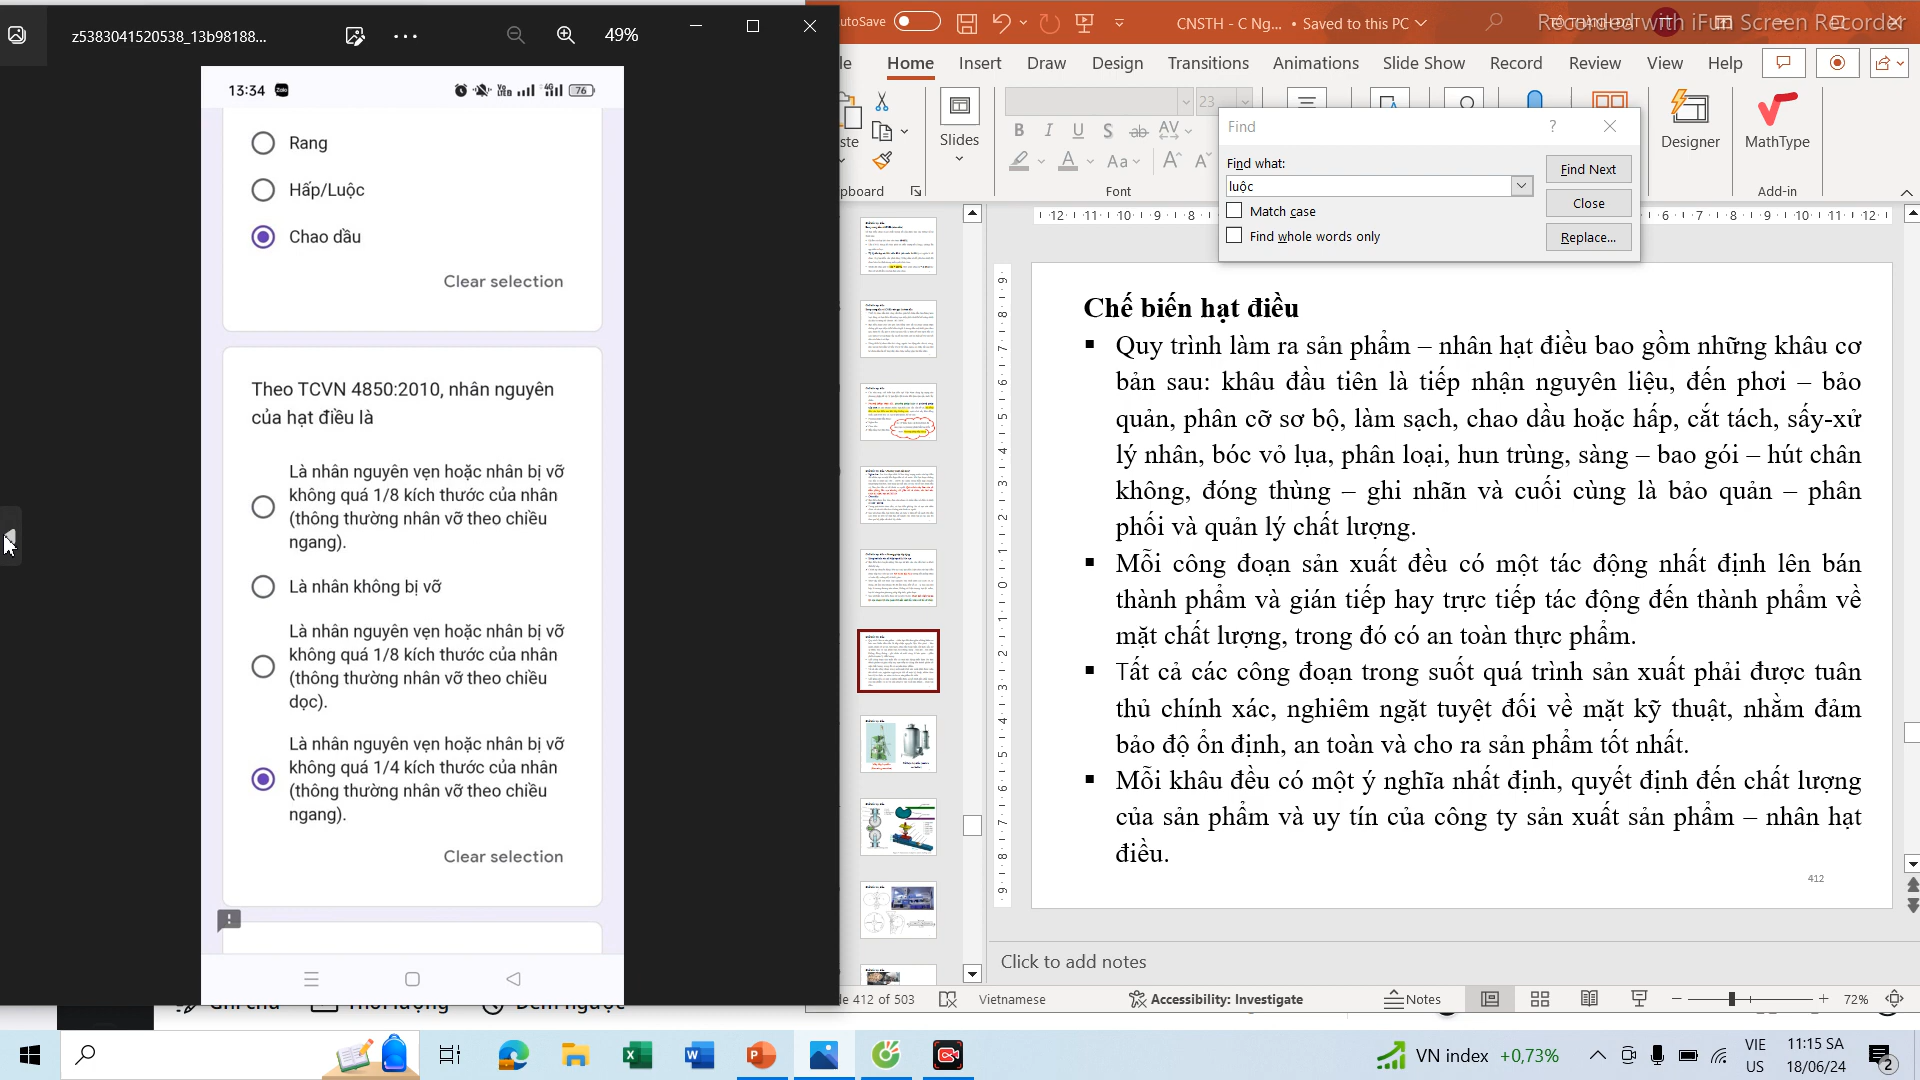 z5383041520538_13b98188...
49%
13:34
76
Rang
Hấp/Luộc
Chao dầu
Clear selection
Theo TCVN 4850:2010, nhân nguyên
của hạt điều là
Là nhân nguyên vẹn hoặc nhân bị vỡ
không quá 1/8 kích thước của nhân
(thông thường nhân vỡ theo chiều
ngang).
Là nhân không bị vỡ
Là nhân nguyên vẹn hoặc nhân bị vỡ
không quá 1/8 kích thước của nhân
(thông thường nhân vỡ theo chiều
dọc).
Là nhân nguyên vẹn hoặc nhân bị vỡ
không quá 1/4 kích thước của nhân
(thông thường nhân vỡ theo chiều
ngang).
Clear selection
utoSave
CNSTH - C Ng... • Saved to this PC
Recorded with iFun Screen Recorder
le Home Insert Draw Design Transitions Animations Slide Show Record Review View Help
ste
Slides
23
Designer
MathType
pboard
Font
Add-in
Find
Find what:
luộc
Match case
Find whole words only
Find Next
Close
Replace...
Chế biến hạt điều
▪ Quy trình làm ra sản phẩm – nhân hạt điều bao gồm những khâu cơ
bản sau: khâu đầu tiên là tiếp nhận nguyên liệu, đến phơi – bảo
quản, phân cỡ sơ bộ, làm sạch, chao dầu hoặc hấp, cắt tách, sấy-xử
lý nhân, bóc vỏ lụa, phân loại, hun trùng, sàng – bao gói – hút chân
không, đóng thùng – ghi nhãn và cuối cùng là bảo quản – phân
phối và quản lý chất lượng.
▪ Mỗi công đoạn sản xuất đều có một tác động nhất định lên bán
thành phẩm và gián tiếp hay trực tiếp tác động đến thành phẩm về
mặt chất lượng, trong đó có an toàn thực phẩm.
▪ Tất cả các công đoạn trong suốt quá trình sản xuất phải được tuân
thủ chính xác, nghiêm ngặt tuyệt đối về mặt kỹ thuật, nhằm đảm
bảo độ ổn định, an toàn và cho ra sản phẩm tốt nhất.
▪ Mỗi khâu đều có một ý nghĩa nhất định, quyết định đến chất lượng
của sản phẩm và uy tín của công ty sản xuất sản phẩm – nhân hạt
điều.
412
Click to add notes
de 412 of 503
Vietnamese
Accessibility: Investigate
Notes
72%
VN index +0,73%
VIE
US
11:15 SA
18/06/24
2